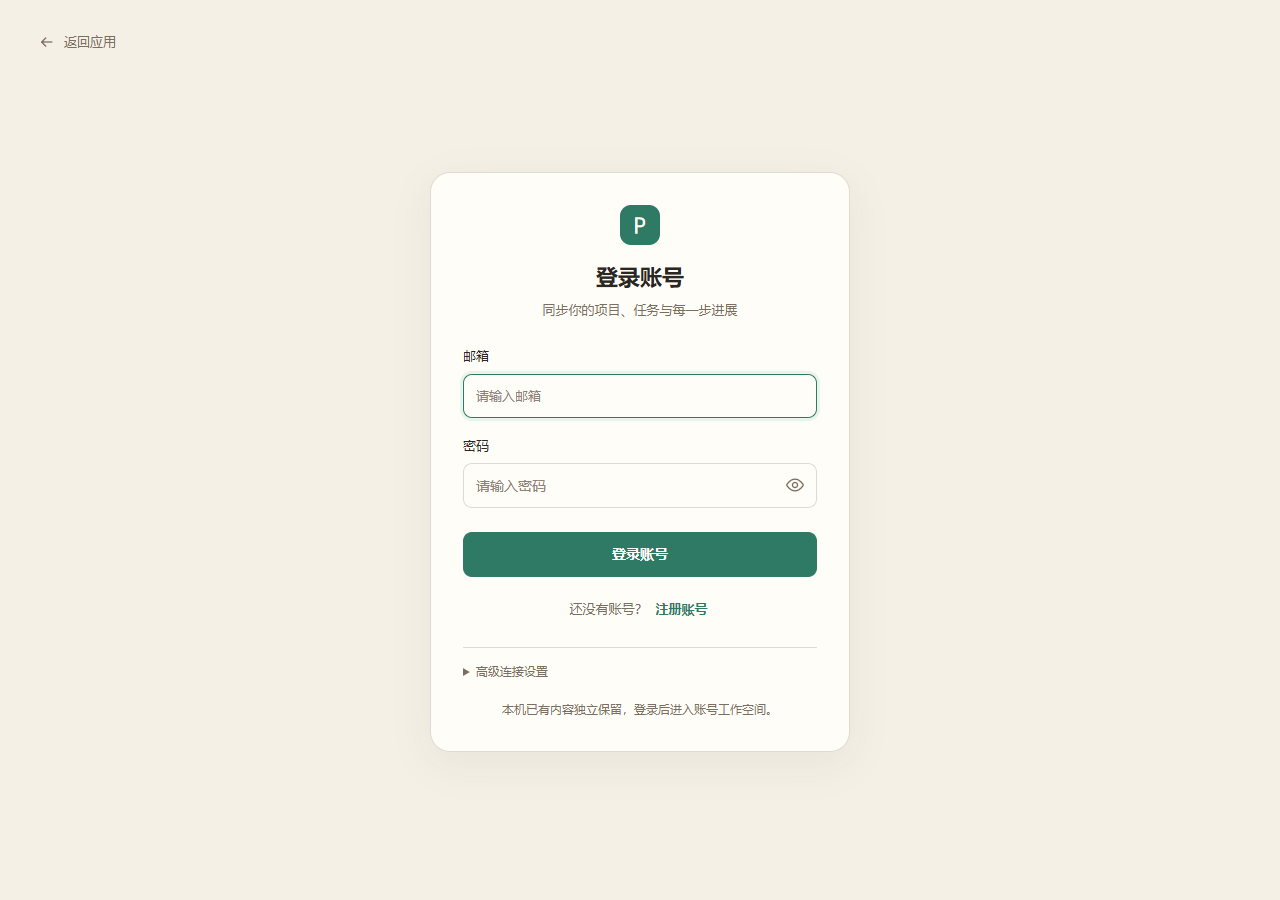 返回应用
P
登录账号
同步你的项目、任务与每一步进展
邮箱
请输入邮箱
密码
请输入密码
登录账号
还没有账号？ 注册账号
高级连接设置
本机已有内容独立保留，登录后进入账号工作空间。